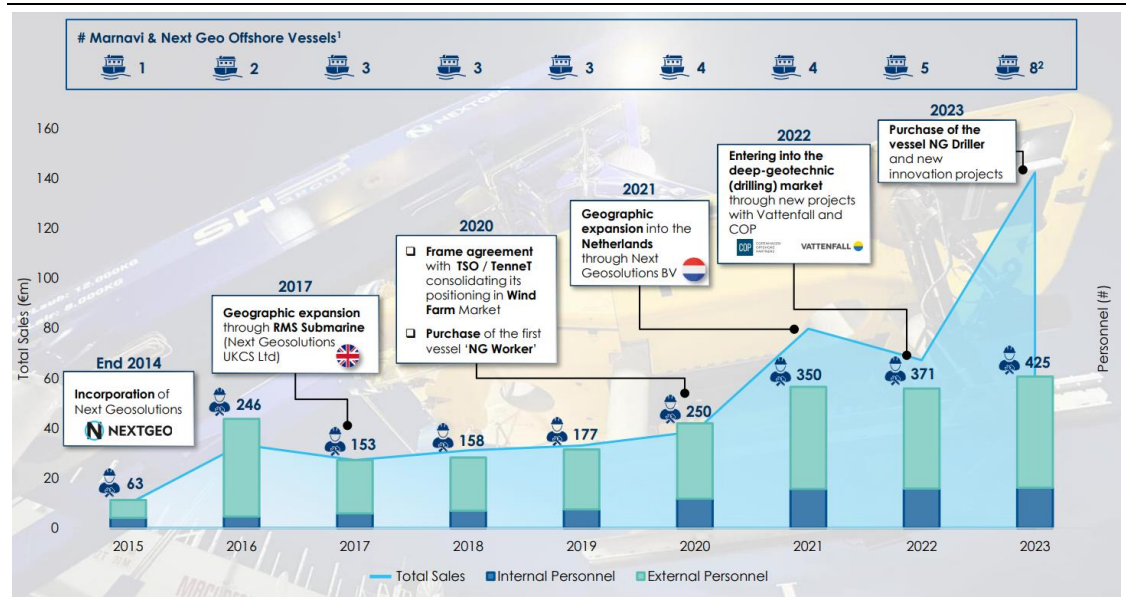 # Marnavi & Next Geo Offshore Vessels1
1
2
3
3
3
4
4
5
82
160
140
120
100
80
60
40
20
0
Total Sales (€m)
Personnel (#)
End 2014
Incorporation of
Next Geosolutions
NEXTGEO
2017
Geographic expansion
through RMS Submarine
(Next Geosolutions
UKCS Ltd)
2020
Frame agreement
with TSO / TenneT
consolidating its
positioning in Wind
Farm Market
Purchase of the first
vessel ‘NG Worker’
2021
Geographic
expansion into the
Netherlands
through Next
Geosolutions BV
2022
Entering into the
deep-geotechnic
(drilling) market
through new projects
with Vattenfall and
COP
COP
COPENHAGEN
OFFSHORE
PARTNERS
VATTENFALL
2023
Purchase of the
vessel NG Driller
and new
innovation projects
63
246
153
158
177
250
350
371
425
2015
2016
2017
2018
2019
2020
2021
2022
2023
Total Sales
Internal Personnel
External Personnel
NEXTGEO